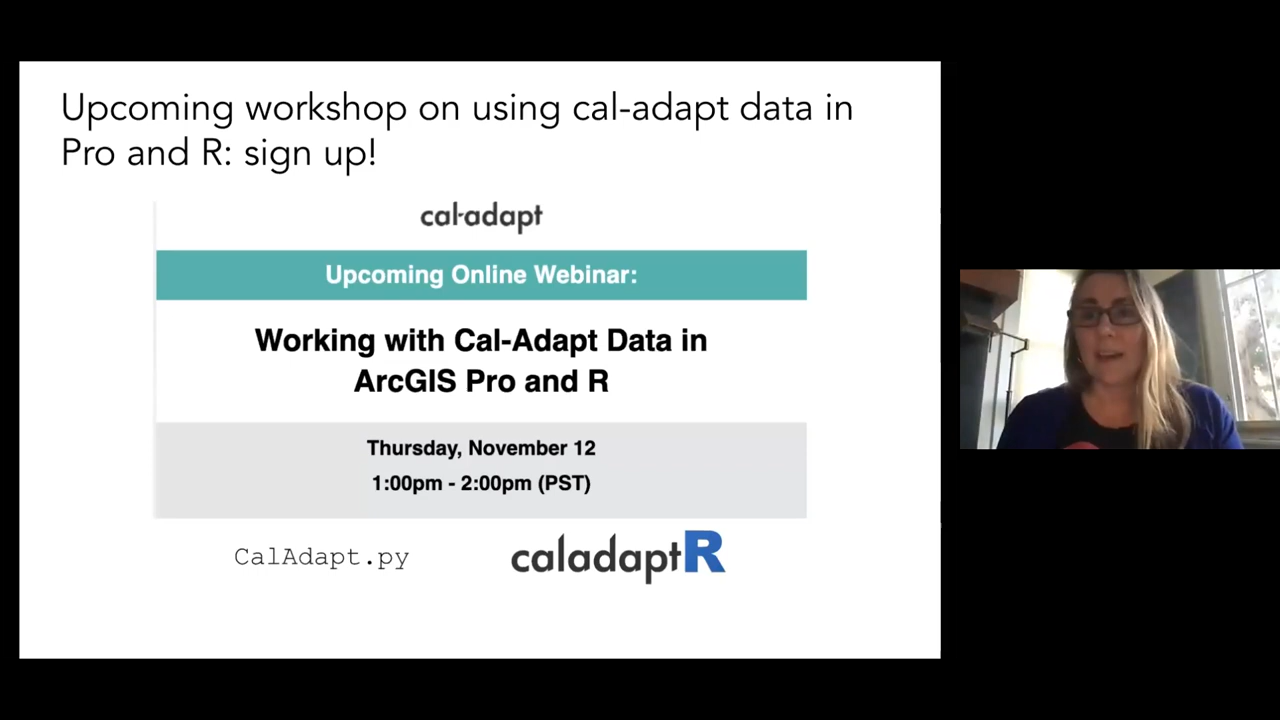 Upcoming workshop on using cal-adapt data in
Pro and R: sign up!
cal-adapt
Upcoming Online Webinar:
Working with Cal-Adapt Data in
ArcGIS Pro and R
Thursday, November 12
1:00pm - 2:00pm (PST)
CalAdapt.py
caladaptR